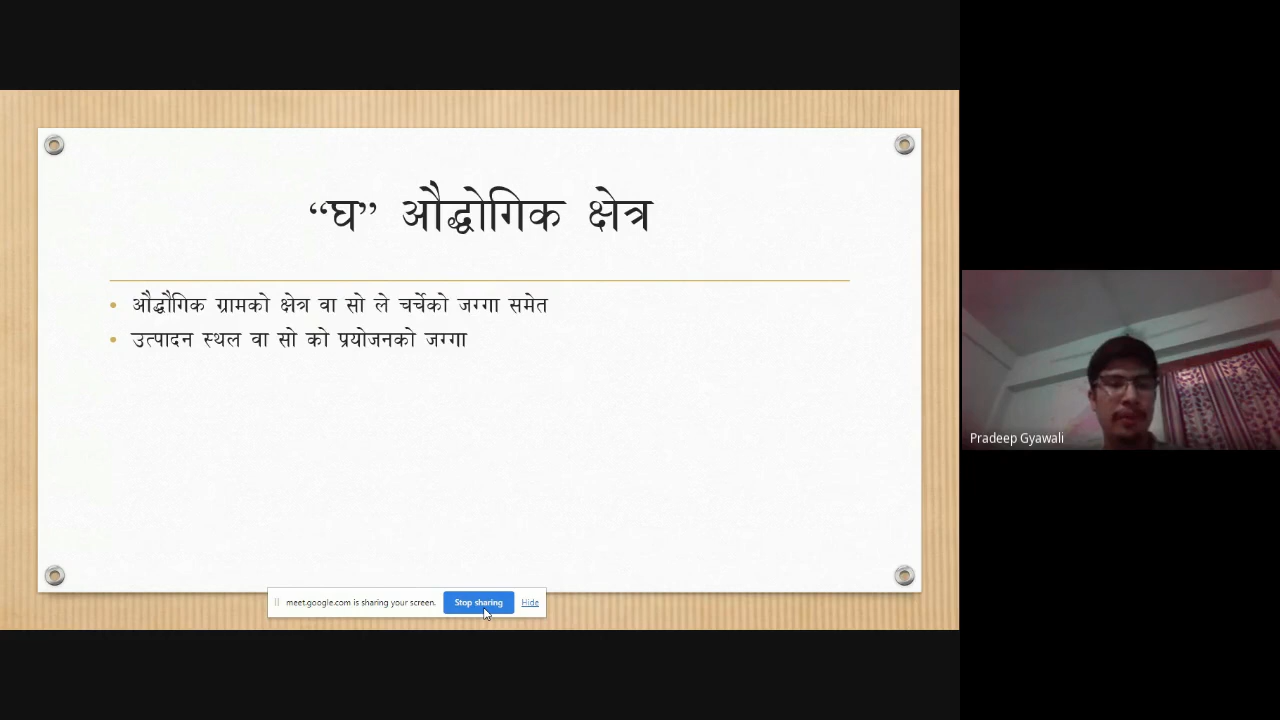 “घ” औद्धोगिक क्षेत्र
• औद्धौगिक ग्रामको क्षेत्र वा सो ले चर्चेको जग्गा समेत
• उत्पादन स्थल वा सो को प्रयोजनको जग्गा
meet.google.com is sharing your screen. Stop sharing Hide
Pradeep Gyawali